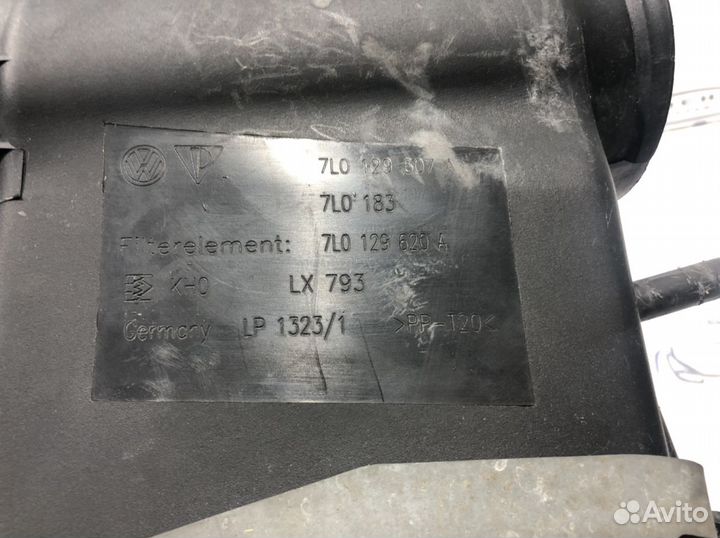 7L0 129 607
7L0 183
Filterelement: 7L0 129 620 A
KHO LX 793
Germany LP 1323/1 >PP-T20<
Avito